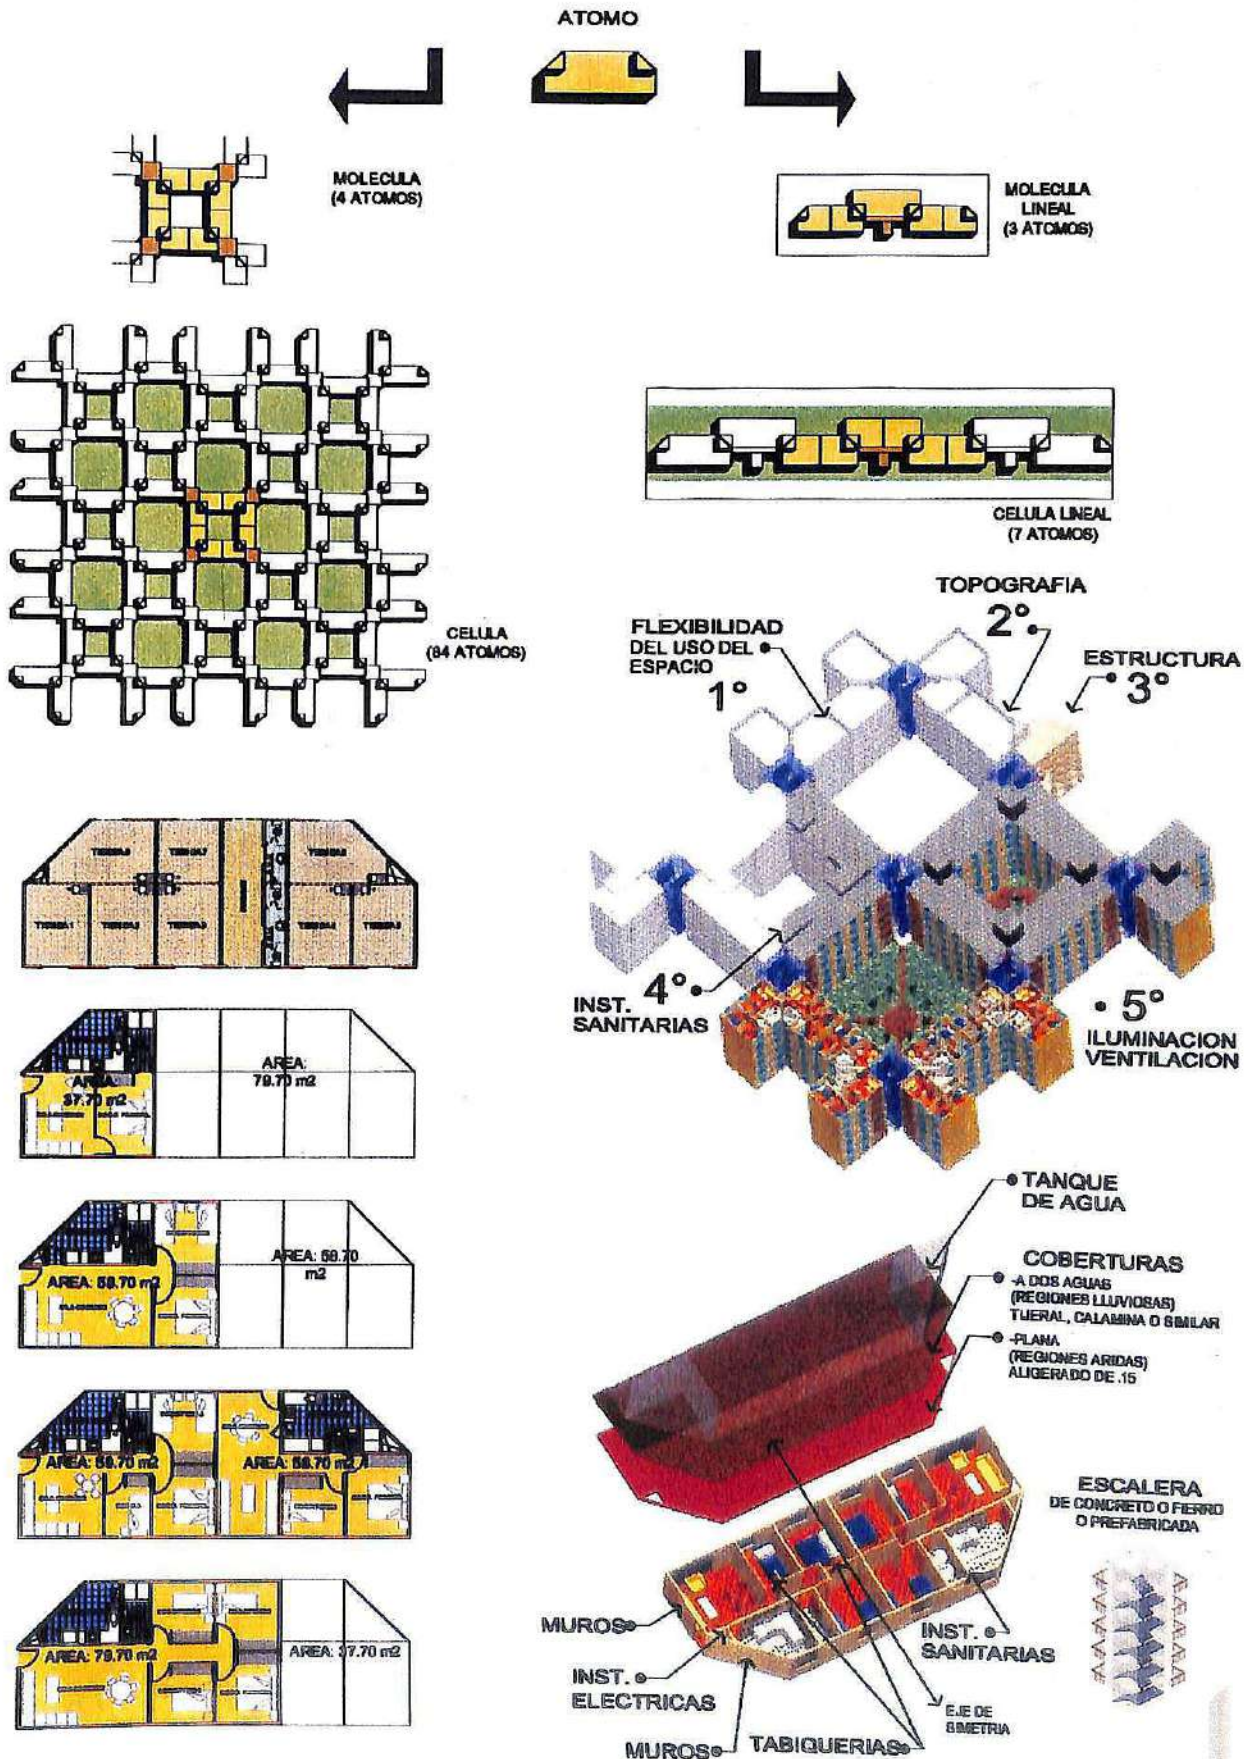 ATOMO
MOLECULA
(4 ATOMOS)
MOLECULA
LINEAL
(3 ATOMOS)
CELULA LINEAL
(7 ATOMOS)
CELULA
(84 ATOMOS)
FLEXIBILIDAD
DEL USO DEL
ESPACIO
1°
TOPOGRAFIA
2°
ESTRUCTURA
3°
INST.
SANITARIAS
4°
5°
ILUMINACION
VENTILACION
AREA:
37.70 m2
AREA:
79.70 m2
AREA: 59.70 m2
AREA: 59.70
m2
AREA: 59.70 m2
AREA: 59.70 m2
AREA: 79.70 m2
AREA: 37.70 m2
TANQUE
DE AGUA
COBERTURAS
-A DOS AGUAS
(REGIONES LLUVIOSAS)
TIJERAL, CALAMINA O SIMILAR
-PLANA
(REGIONES ARIDAS)
ALIGERADO DE .15
ESCALERA
DE CONCRETO O FIERRO
O PREFABRICADA
MUROS
INST.
ELECTRICAS
MUROS
TABIQUERIAS
EJE DE
SIMETRIA
INST.
SANITARIAS